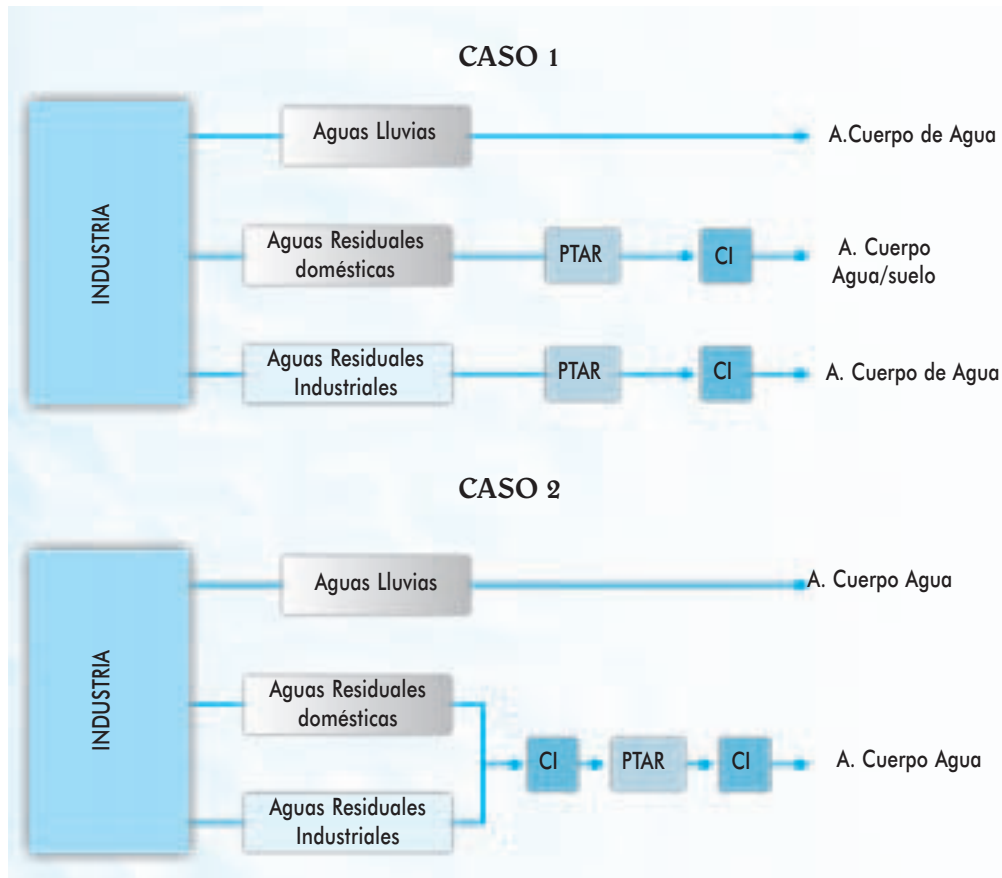 CASO 1
INDUSTRIA
Aguas Lluvias
A.Cuerpo de Agua
Aguas Residuales
domésticas
PTAR
CI
A. Cuerpo
Agua/suelo
Aguas Residuales
Industriales
PTAR
CI
A. Cuerpo de Agua
CASO 2
INDUSTRIA
Aguas Lluvias
A. Cuerpo Agua
Aguas Residuales
domésticas
Aguas Residuales
Industriales
CI
PTAR
CI
A. Cuerpo Agua